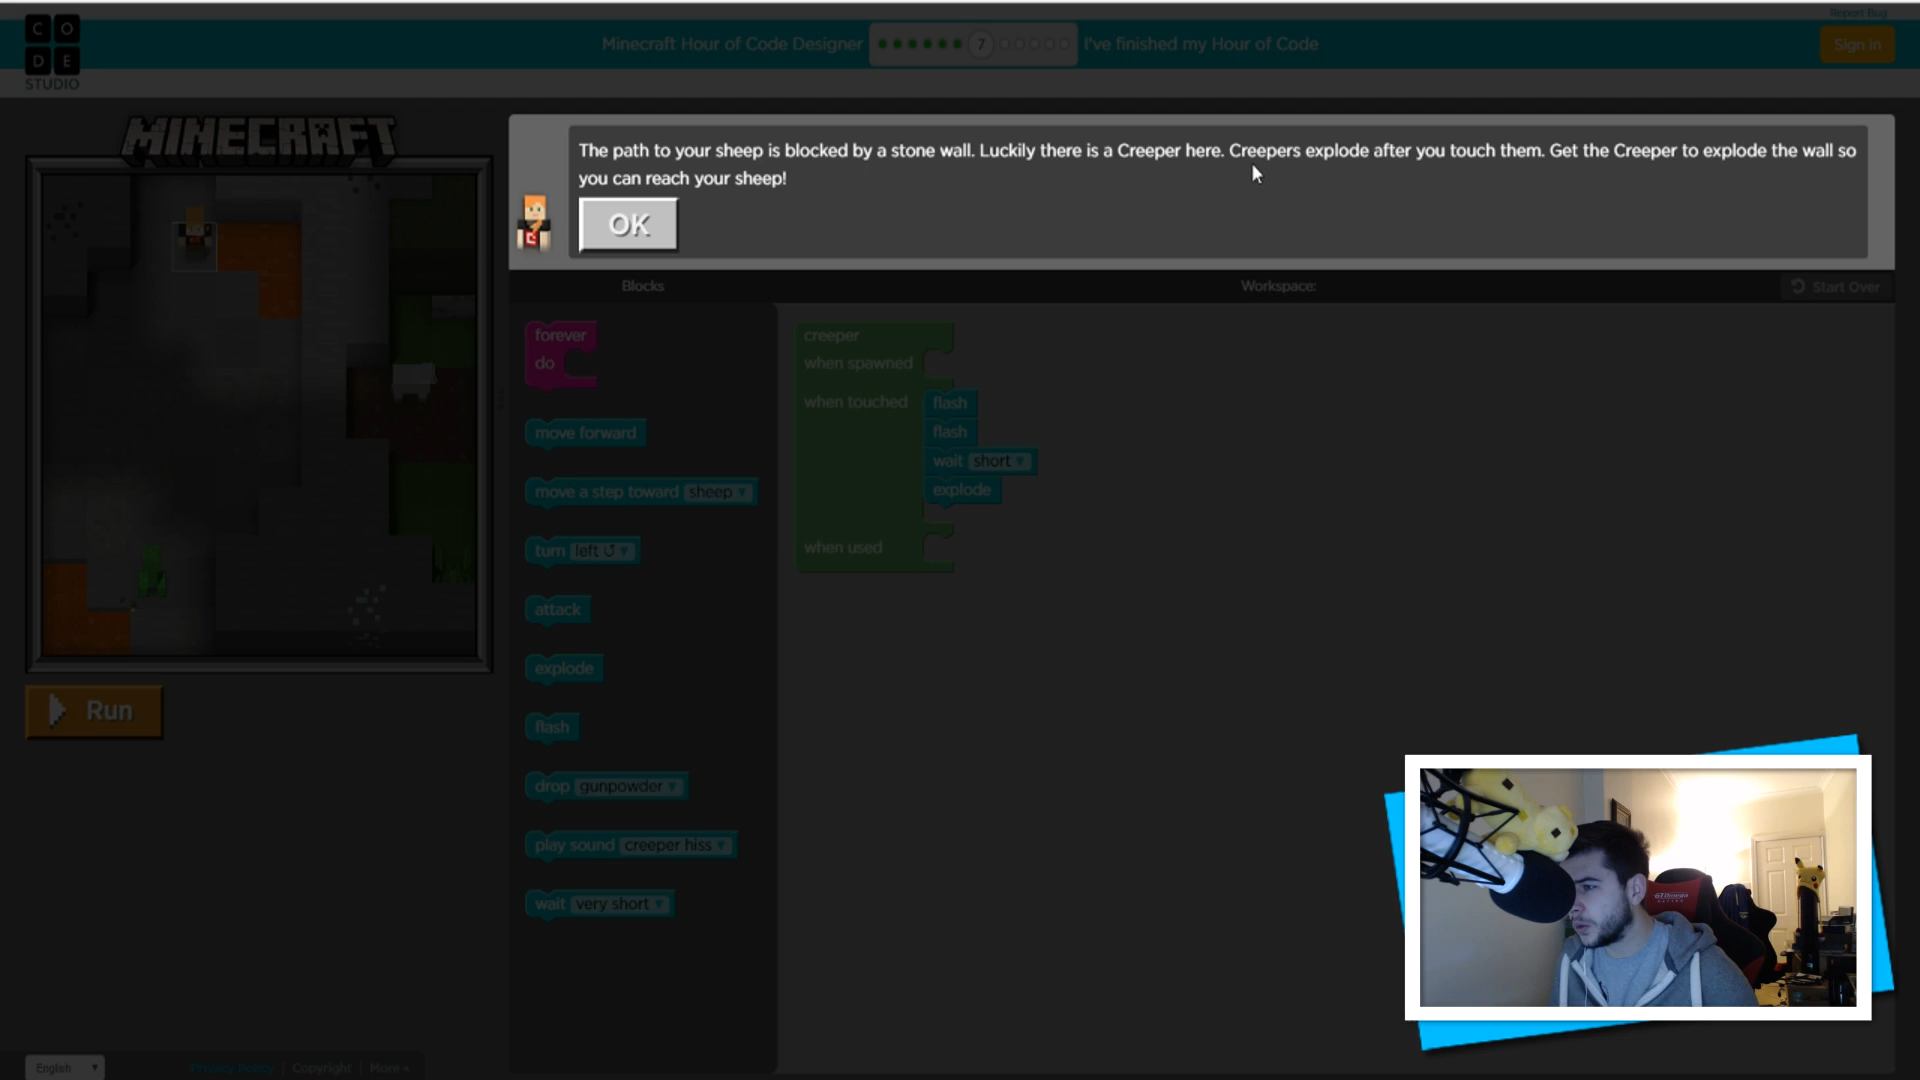 Report Bug
C O
D E
STUDIO
Minecraft Hour of Code Designer
7
I've finished my Hour of Code
Sign in
MINECRAFT
The path to your sheep is blocked by a stone wall. Luckily there is a Creeper here. Creepers explode after you touch them. Get the Creeper to explode the wall so
you can reach your sheep!
OK
Blocks
Workspace:
Start Over
forever
do
move forward
move a step toward sheep
turn left
attack
explode
flash
drop gunpowder
play sound creeper hiss
wait very short
creeper
when spawned
when touched
flash
flash
wait short
explode
when used
Run
English
Privacy Policy | Copyright | More